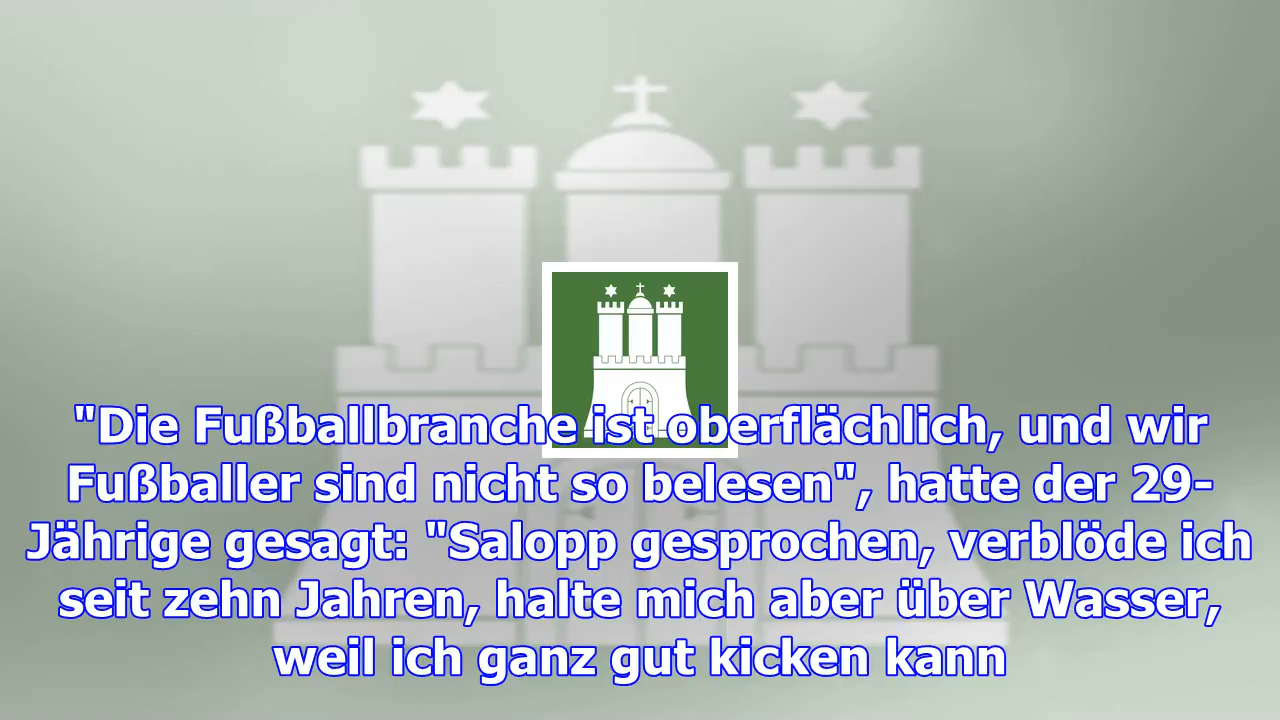 "Die Fußballbranche ist oberflächlich, und wir
Fußballer sind nicht so belesen", hatte der 29-
Jährige gesagt: "Salopp gesprochen, verblöde ich
seit zehn Jahren, halte mich aber über Wasser,
weil ich ganz gut kicken kann